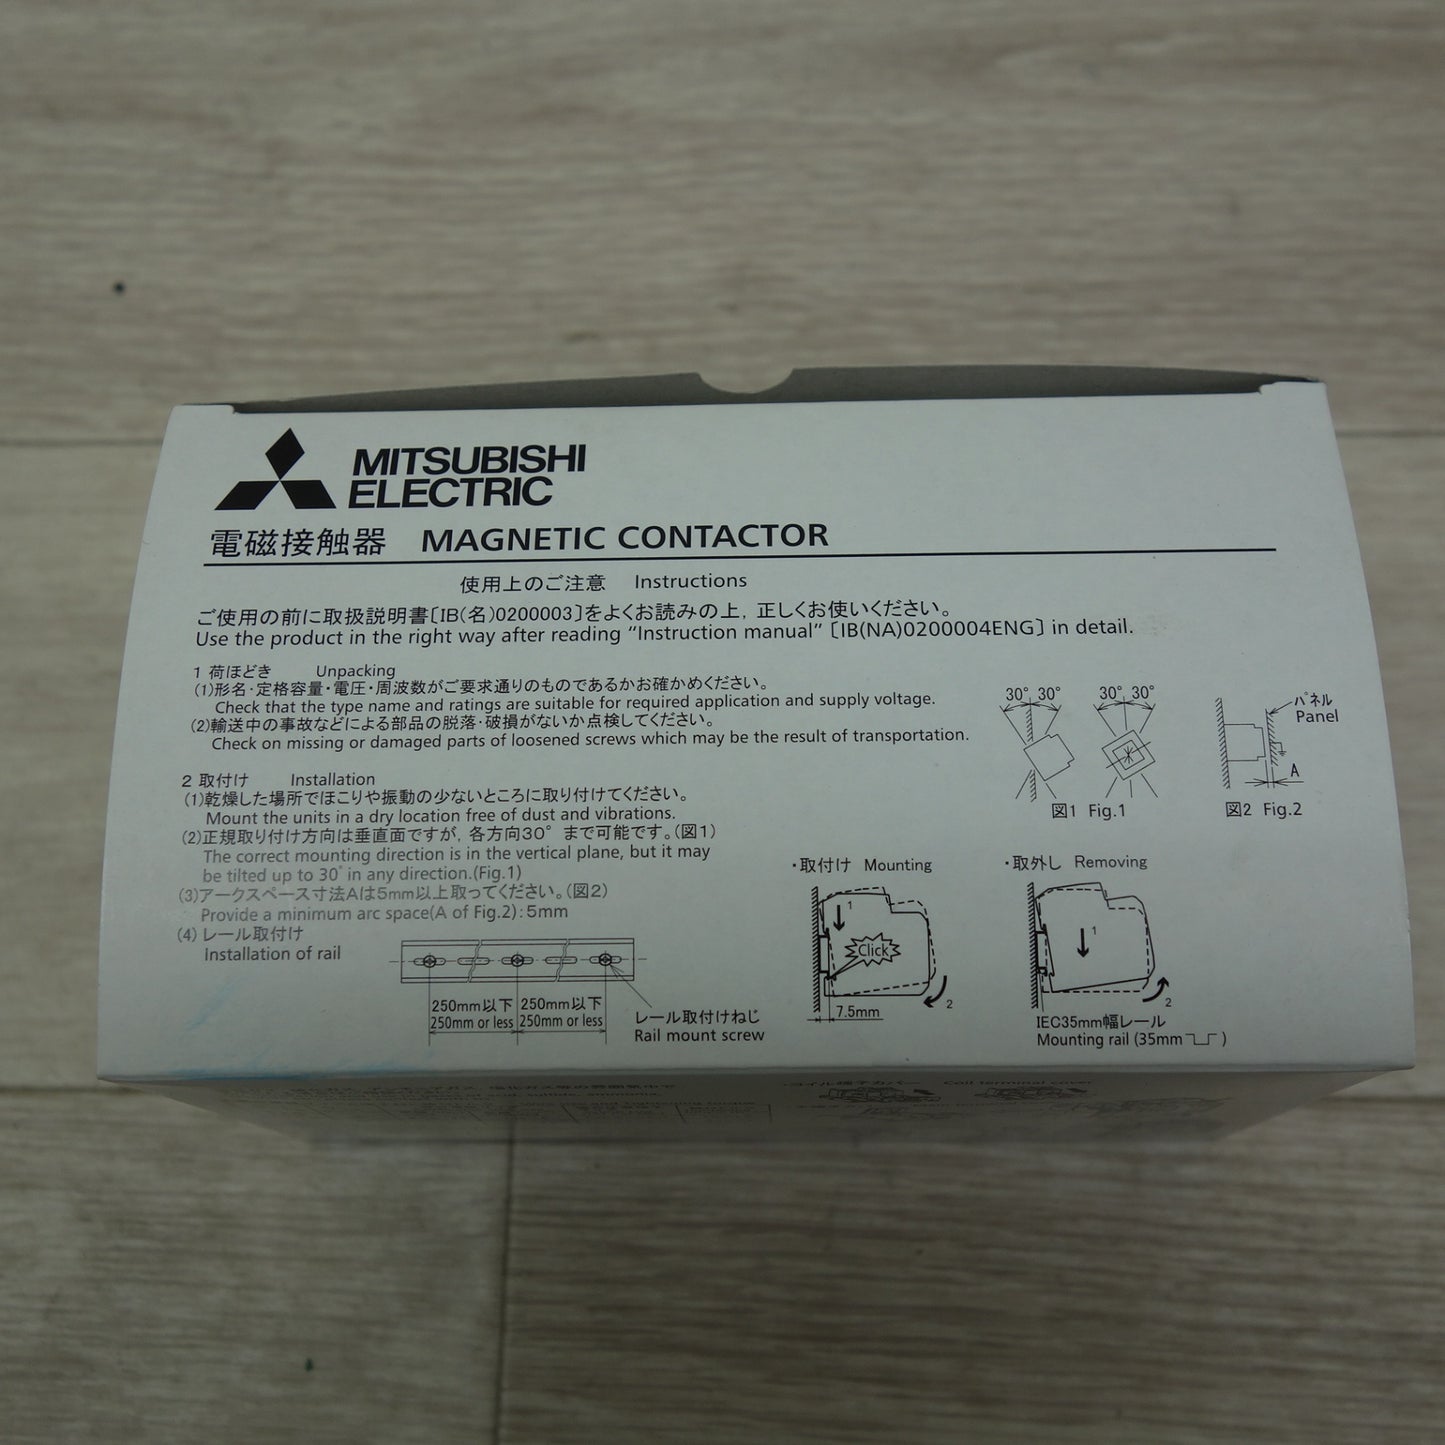 MITSUBISHI
ELECTRIC
電磁接触器 MAGNETIC CONTACTOR
使用上のご注意 Instructions
ご使用の前に取扱説明書〔IB(名)0200003〕をよくお読みの上,正しくお使いください。
Use the product in the right way after reading “Instruction manual” 〔IB(NA)0200004ENG〕 in detail.
1 荷ほどき Unpacking
(1)形名・定格容量・電圧・周波数がご要求通りのものであるかお確かめください。
Check that the type name and ratings are suitable for required application and supply voltage.
(2)輸送中の事故などによる部品の脱落・破損がないか点検してください。
Check on missing or damaged parts of loosened screws which may be the result of transportation.
30° 30° 30° 30°
図1 Fig.1
パネル
Panel
A
図2 Fig.2
2 取付け Installation
(1)乾燥した場所でほこりや振動の少ないところに取り付けてください。
Mount the units in a dry location free of dust and vibrations.
(2)正規取り付け方向は垂直面ですが,各方向30° まで可能です。(図1)
The correct mounting direction is in the vertical plane, but it may
be tilted up to 30° in any direction.(Fig.1)
(3)アークスペース寸法Aは5mm以上取ってください。(図2)
Provide a minimum arc space(A of Fig.2):5mm
(4)レール取付け
Installation of rail
250mm以下 250mm以下
250mm or less 250mm or less
レール取付けねじ
Rail mount screw
・取付け Mounting
1
Click
2
7.5mm
・取外し Removing
1
2
IEC35mm幅レール
Mounting rail (35mm )
・コイル端子カバー Coil terminal cover